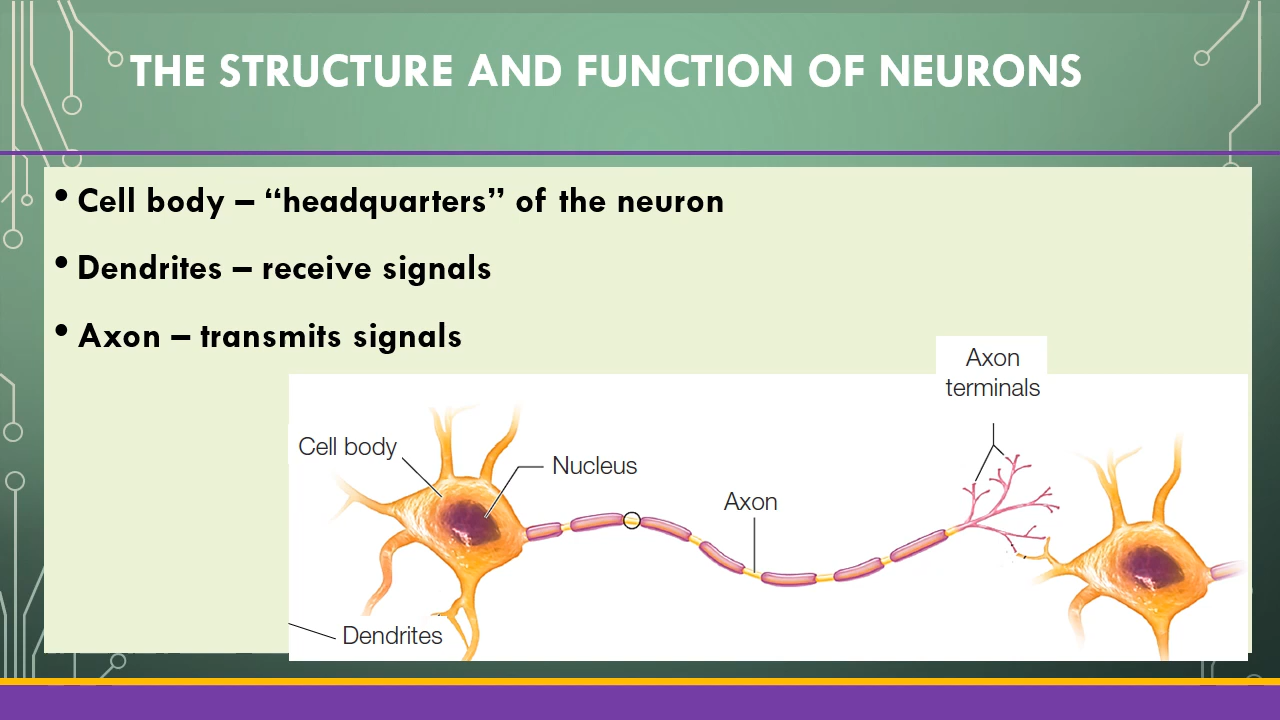 THE STRUCTURE AND FUNCTION OF NEURONS
• Cell body – “headquarters” of the neuron
• Dendrites – receive signals
• Axon – transmits signals
Axon
terminals
Cell body
Nucleus
Axon
Dendrites